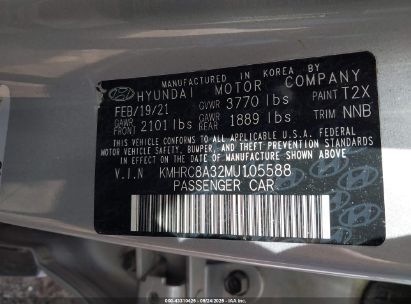 MANUFACTURED IN KOREA BY
HYUNDAI MOTOR COMPANY
FEB/19/21 GVWR 3770 lbs PAINT T2X
GAWR FRONT 2101 lbs GAWR REAR 1889 lbs TRIM NNB
THIS VEHICLE CONFORMS TO ALL APPLICABLE U.S.A. FEDERAL
MOTOR VEHICLE SAFETY, BUMPER, AND THEFT PREVENTION
STANDARDS IN EFFECT ON THE DATE OF MANUFACTURE SHOWN ABOVE.
V.I.N KMHRC8A32MU105588
PASSENGER CAR